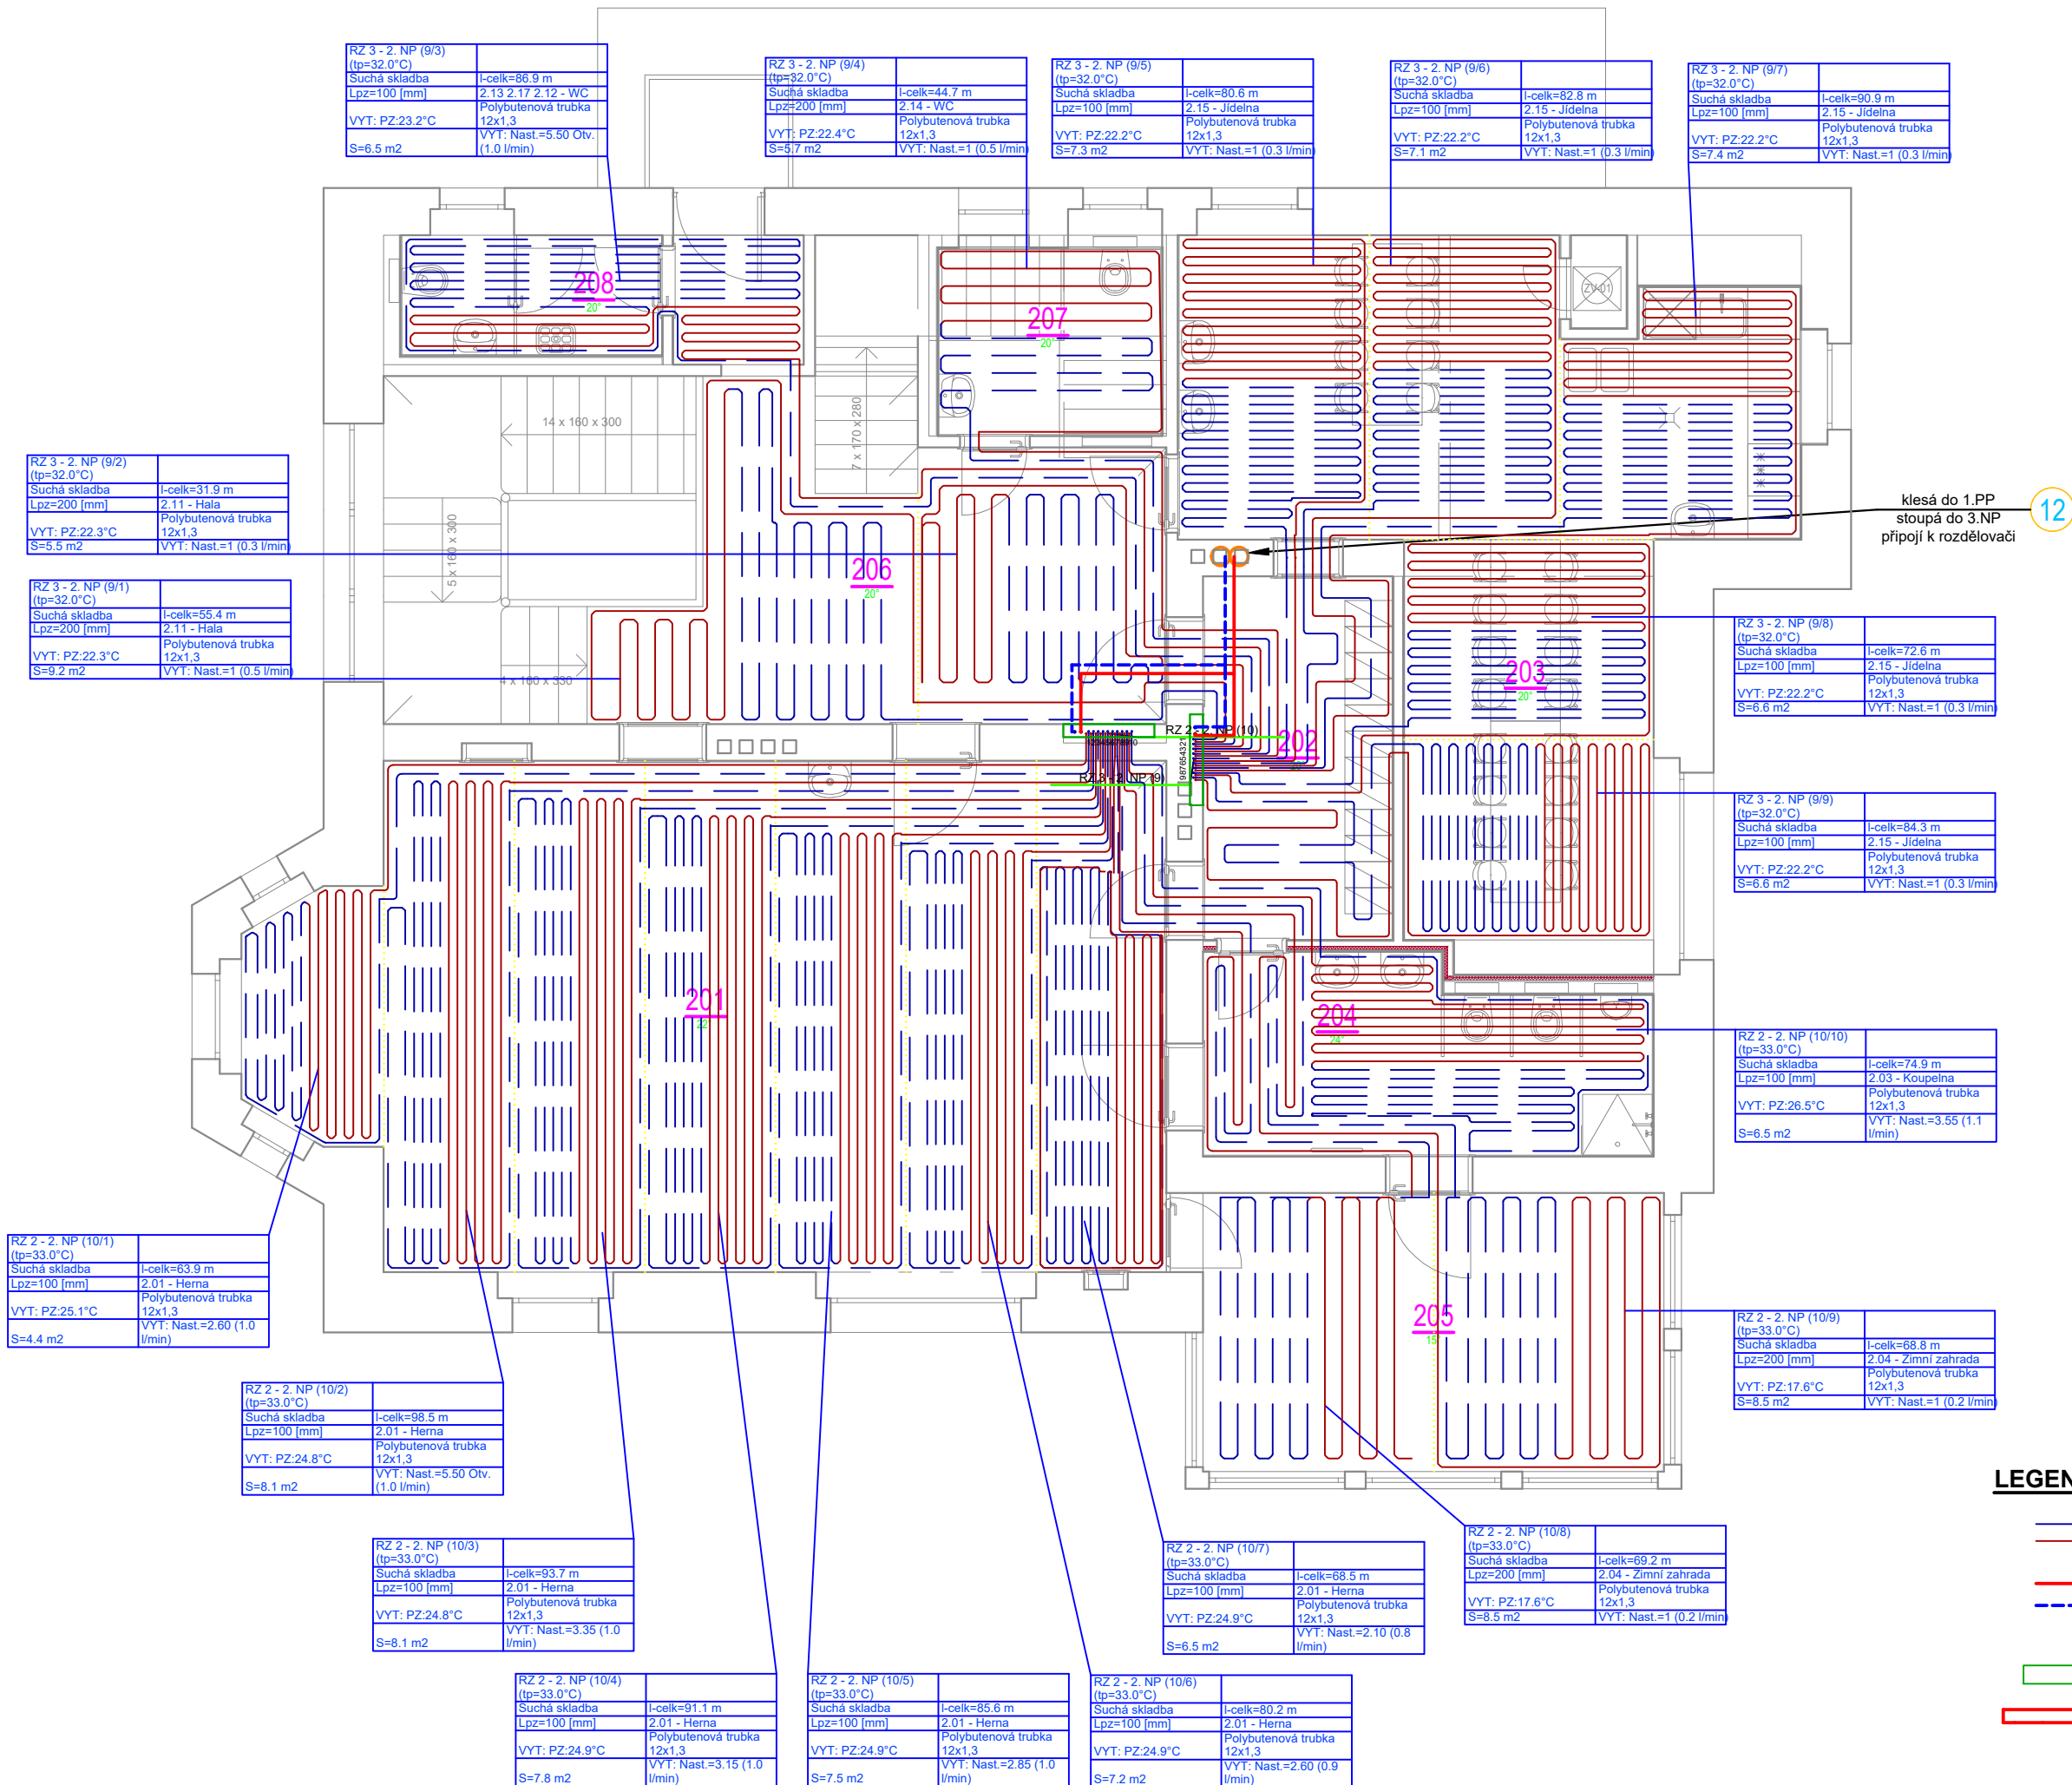 RZ 3 - 2. NP (9/3)
(tp=32.0°C)
Suchá skladba l-celk=86.9 m
Lpz=100 [mm] 2.13 2.17 2.12 - WC
VYT: PZ:23.2°C Polybutenová trubka
12x1,3
S=6.5 m2 VYT: Nast.=5.50 Otv.
(1.0 l/min)
RZ 3 - 2. NP (9/4)
(tp=32.0°C)
Suchá skladba l-celk=44.7 m
Lpz=200 [mm] 2.14 - WC
VYT: PZ:22.4°C Polybutenová trubka
12x1,3
S=5.7 m2 VYT: Nast.=1 (0.5 l/min)
RZ 3 - 2. NP (9/5)
(tp=32.0°C)
Suchá skladba l-celk=80.6 m
Lpz=100 [mm] 2.15 - Jídelna
VYT: PZ:22.2°C Polybutenová trubka
12x1,3
S=7.3 m2 VYT: Nast.=1 (0.3 l/min)
RZ 3 - 2. NP (9/6)
(tp=32.0°C)
Suchá skladba l-celk=82.8 m
Lpz=100 [mm] 2.15 - Jídelna
VYT: PZ:22.2°C Polybutenová trubka
12x1,3
S=7.1 m2 VYT: Nast.=1 (0.3 l/min)
RZ 3 - 2. NP (9/7)
(tp=32.0°C)
Suchá skladba l-celk=90.9 m
Lpz=100 [mm] 2.15 - Jídelna
VYT: PZ:22.2°C Polybutenová trubka
12x1,3
S=7.4 m2 VYT: Nast.=1 (0.3 l/min)
208
20°
207
20°
ZV-01
14 x 160 x 300
7 x 170 x 280
5 x 160 x 300
4 x 160 x 330
RZ 3 - 2. NP (9/2)
(tp=32.0°C)
Suchá skladba l-celk=31.9 m
Lpz=200 [mm] 2.11 - Hala
VYT: PZ:22.3°C Polybutenová trubka
12x1,3
S=5.5 m2 VYT: Nast.=1 (0.3 l/min)
klesá do 1.PP
stoupá do 3.NP
připojí k rozdělovači
12
RZ 3 - 2. NP (9/1)
(tp=32.0°C)
Suchá skladba l-celk=55.4 m
Lpz=200 [mm] 2.11 - Hala
VYT: PZ:22.3°C Polybutenová trubka
12x1,3
S=9.2 m2 VYT: Nast.=1 (0.5 l/min)
206
20°
203
20°
RZ 3 - 2. NP (9/8)
(tp=32.0°C)
Suchá skladba l-celk=72.6 m
Lpz=100 [mm] 2.15 - Jídelna
VYT: PZ:22.2°C Polybutenová trubka
12x1,3
S=6.6 m2 VYT: Nast.=1 (0.3 l/min)
RZ 2 - 2. NP (10)
12345678910
987654321
202
RZ 3 - 2. NP (9)
RZ 3 - 2. NP (9/9)
(tp=32.0°C)
Suchá skladba l-celk=84.3 m
Lpz=100 [mm] 2.15 - Jídelna
VYT: PZ:22.2°C Polybutenová trubka
12x1,3
S=6.6 m2 VYT: Nast.=1 (0.3 l/min)
201
22°
204
24°
RZ 2 - 2. NP (10/10)
(tp=33.0°C)
Suchá skladba l-celk=74.9 m
Lpz=100 [mm] 2.03 - Koupelna
VYT: PZ:26.5°C Polybutenová trubka
12x1,3
S=6.5 m2 VYT: Nast.=3.55 (1.1
l/min)
RZ 2 - 2. NP (10/1)
(tp=33.0°C)
Suchá skladba l-celk=63.9 m
Lpz=100 [mm] 2.01 - Herna
VYT: PZ:25.1°C Polybutenová trubka
12x1,3
S=4.4 m2 VYT: Nast.=2.60 (1.0
l/min)
205
15°
RZ 2 - 2. NP (10/9)
(tp=33.0°C)
Suchá skladba l-celk=68.8 m
Lpz=200 [mm] 2.04 - Zimní zahrada
VYT: PZ:17.6°C Polybutenová trubka
12x1,3
S=8.5 m2 VYT: Nast.=1 (0.2 l/min)
RZ 2 - 2. NP (10/2)
(tp=33.0°C)
Suchá skladba l-celk=98.5 m
Lpz=100 [mm] 2.01 - Herna
VYT: PZ:24.8°C Polybutenová trubka
12x1,3
S=8.1 m2 VYT: Nast.=5.50 Otv.
(1.0 l/min)
LEGEN
RZ 2 - 2. NP (10/3)
(tp=33.0°C)
Suchá skladba l-celk=93.7 m
Lpz=100 [mm] 2.01 - Herna
VYT: PZ:24.8°C Polybutenová trubka
12x1,3
S=8.1 m2 VYT: Nast.=3.35 (1.0
l/min)
RZ 2 - 2. NP (10/7)
(tp=33.0°C)
Suchá skladba l-celk=68.5 m
Lpz=100 [mm] 2.01 - Herna
VYT: PZ:24.9°C Polybutenová trubka
12x1,3
S=6.5 m2 VYT: Nast.=2.10 (0.8
l/min)
RZ 2 - 2. NP (10/8)
(tp=33.0°C)
Suchá skladba l-celk=69.2 m
Lpz=200 [mm] 2.04 - Zimní zahrada
VYT: PZ:17.6°C Polybutenová trubka
12x1,3
S=8.5 m2 VYT: Nast.=1 (0.2 l/min)
RZ 2 - 2. NP (10/4)
(tp=33.0°C)
Suchá skladba l-celk=91.1 m
Lpz=100 [mm] 2.01 - Herna
VYT: PZ:24.9°C Polybutenová trubka
12x1,3
S=7.8 m2 VYT: Nast.=3.15 (1.0
l/min)
RZ 2 - 2. NP (10/5)
(tp=33.0°C)
Suchá skladba l-celk=85.6 m
Lpz=100 [mm] 2.01 - Herna
VYT: PZ:24.9°C Polybutenová trubka
12x1,3
S=7.5 m2 VYT: Nast.=2.85 (1.0
l/min)
RZ 2 - 2. NP (10/6)
(tp=33.0°C)
Suchá skladba l-celk=80.2 m
Lpz=100 [mm] 2.01 - Herna
VYT: PZ:24.9°C Polybutenová trubka
12x1,3
S=7.2 m2 VYT: Nast.=2.60 (0.9
l/min)